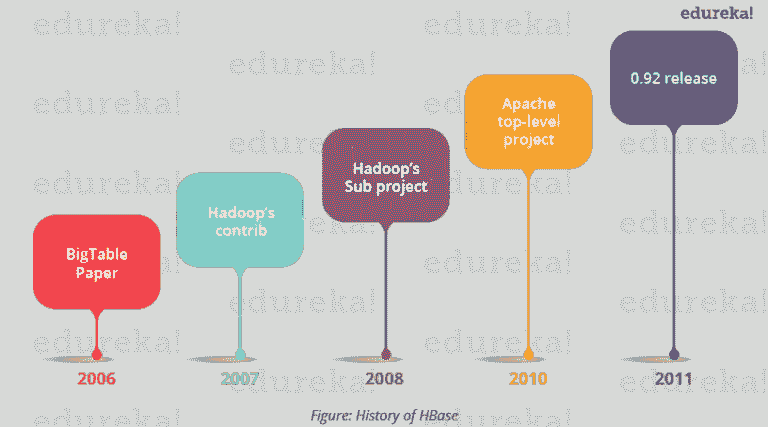 edureka!
0.92 release
Apache
top-level
project
Hadoop's
Sub project
Hadoop's
contrib
BigTable
Paper
2006
2007
2008
2010
2011
Figure: History of HBase